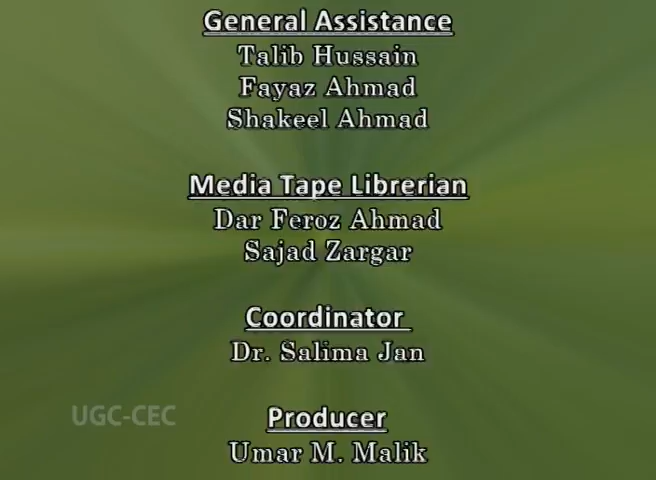 General Assistance
Talib Hussain
Fayaz Ahmad
Shakeel Ahmad
Media Tape Librerian
Dar Feroz Ahmad
Sajad Zargar
Coordinator
Dr. Salima Jan
UGC-CEC
Producer
Umar M. Malik